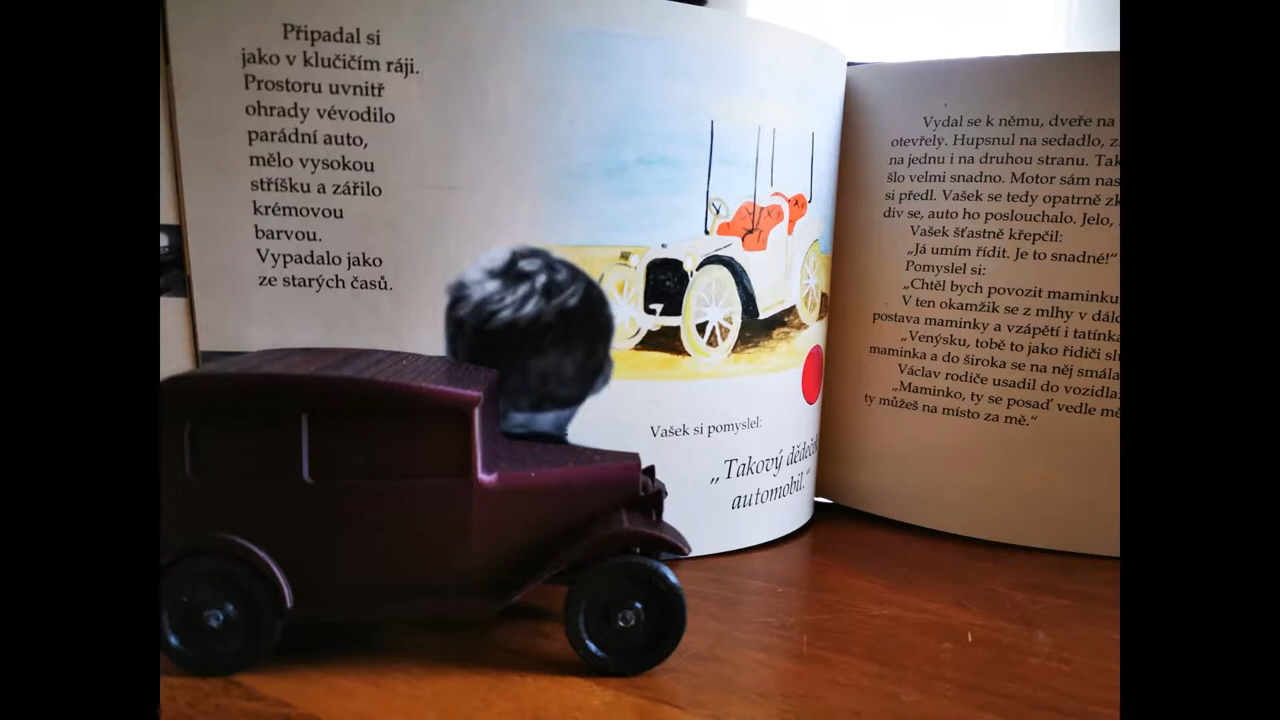 Připadal si
jako v klučičím ráji.
Prostoru uvnitř
ohrady vévodilo
parádní auto,
mělo vysokou
stříšku a zářilo
krémovou
barvou.
Vypadalo jako
ze starých časů.
Vašek si pomyslel:
„Takový
automobil.“
Vydal se k němu, dveře na
otevřely. Hupsnul na sedadlo,
na jednu i na druhou stranu. Tak
šlo velmi snadno. Motor sám
si předl. Vašek se tedy opatrně
div se, auto ho poslouchalo. Jelo,
Vašek šťastně křepčil:
„Já umím řídit. Je to snadné!“
Pomyslel si:
„Chtěl bych povozit maminku
V ten okamžik se z mlhy v
postava maminky a vzápětí i
„Venýsku, tobě to jako řidiči
maminka a do široka se na něj smála
Václav rodiče usadil do vozidla
„Maminko, ty se posaď vedle
ty můžeš na místo za mě.“